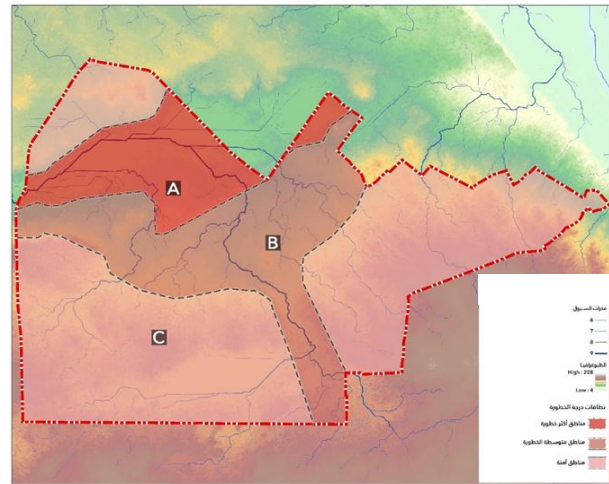 A
B
C
ممرات السيول
6
7
8
9
الطبوغرافيا
High : 228
Low : 4
نطاقات درجة الخطورة
مناطق أكثر خطورة
مناطق متوسطة الخطورة
مناطق آمنة